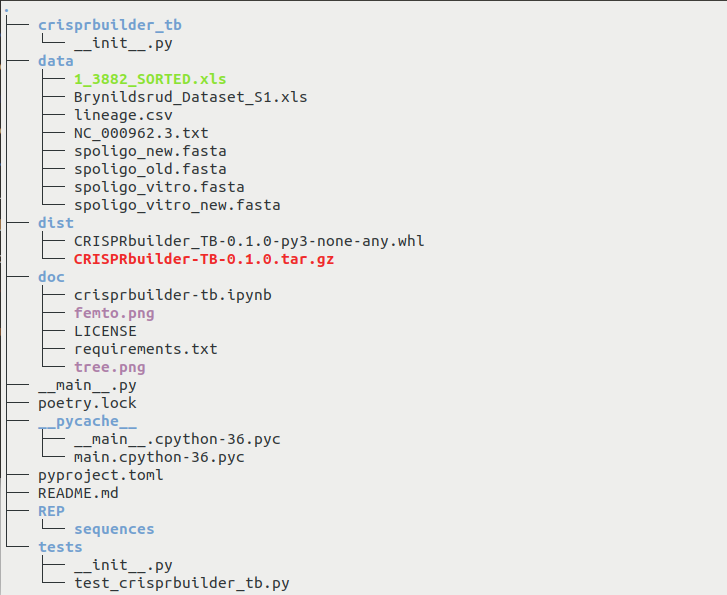 .
crisprbuilder_tb
__init__.py
data
1_3882_SORTED.xls
Brynildsrud_Dataset_S1.xls
lineage.csv
NC_000962.3.txt
spoligo_new.fasta
spoligo_old.fasta
spoligo_vitro.fasta
spoligo_vitro_new.fasta
dist
CRISPRbuilder_TB-0.1.0-py3-none-any.whl
CRISPRbuilder-TB-0.1.0.tar.gz
doc
crisprbuilder-tb.ipynb
femto.png
LICENSE
requirements.txt
tree.png
__main__.py
poetry.lock
__pycache__
__main__.cpython-36.pyc
main.cpython-36.pyc
pyproject.toml
README.md
REP
sequences
tests
__init__.py
test_crisprbuilder_tb.py